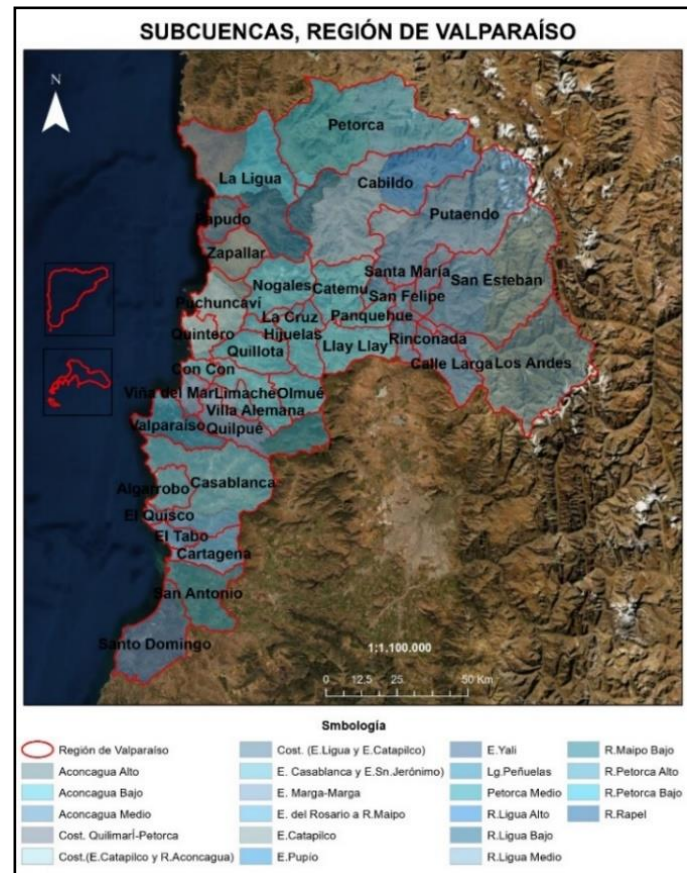 SUBCUENCAS, REGIÓN DE VALPARAÍSO
N
Petorca
La Ligua
Cabildo
Papudo
Putaendo
Zapallar
Santa María
San Esteban
Nogales
Catemu
San Felipe
Puchuncaví
La Cruz
Panquehue
Quintero
Hijuelas
Rinconada
Quillota
Llay Llay
Con Con
Calle Larga
Los Andes
Viña del Mar
Limache
Olmué
Villa Alemana
Valparaíso
Quilpué
Casablanca
Algarrobo
El Quisco
El Tabo
Cartagena
San Antonio
Santo Domingo
1:1.100.000
0 12.5 25 50 Km
Smbología
Región de Valparaíso
Aconcagua Alto
Aconcagua Bajo
Aconcagua Medio
Cost. Quilimarí-Petorca
Cost.(E.Catapilco y R.Aconcagua)
Cost. (E.Ligua y E.Catapilco)
E. Casablanca y E.Sn.Jerónimo)
E. Marga-Marga
E. del Rosario a R.Maipo
E.Catapilco
E.Pupío
E.Yali
Lg.Peñuelas
Petorca Medio
R.Ligua Alto
R.Ligua Bajo
R.Ligua Medio
R.Maipo Bajo
R.Petorca Alto
R.Petorca Bajo
R.Rapel